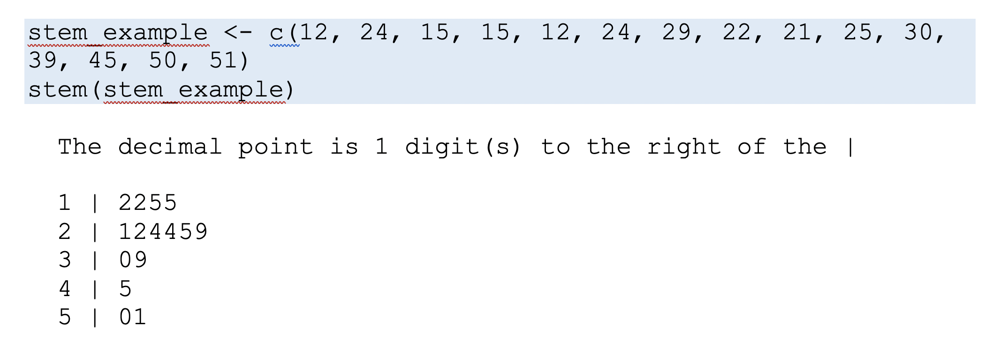 stem_example <- c(12, 24, 15, 15, 12, 24, 29, 22, 21, 25, 30,
39, 45, 50, 51)
stem(stem_example)
The decimal point is 1 digit(s) to the right of the |
1 | 2255
2 | 124459
3 | 09
4 | 5
5 | 01